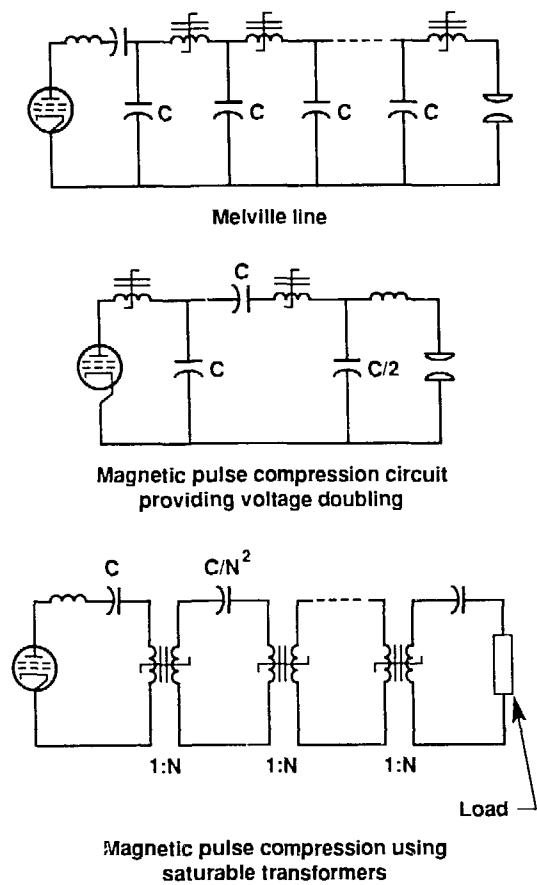 C C C C
Melville line
C
C C/2
Magnetic pulse compression circuit
providing voltage doubling
C C/N²
1:N 1:N 1:N
Load
Magnetic pulse compression using
saturable transformers